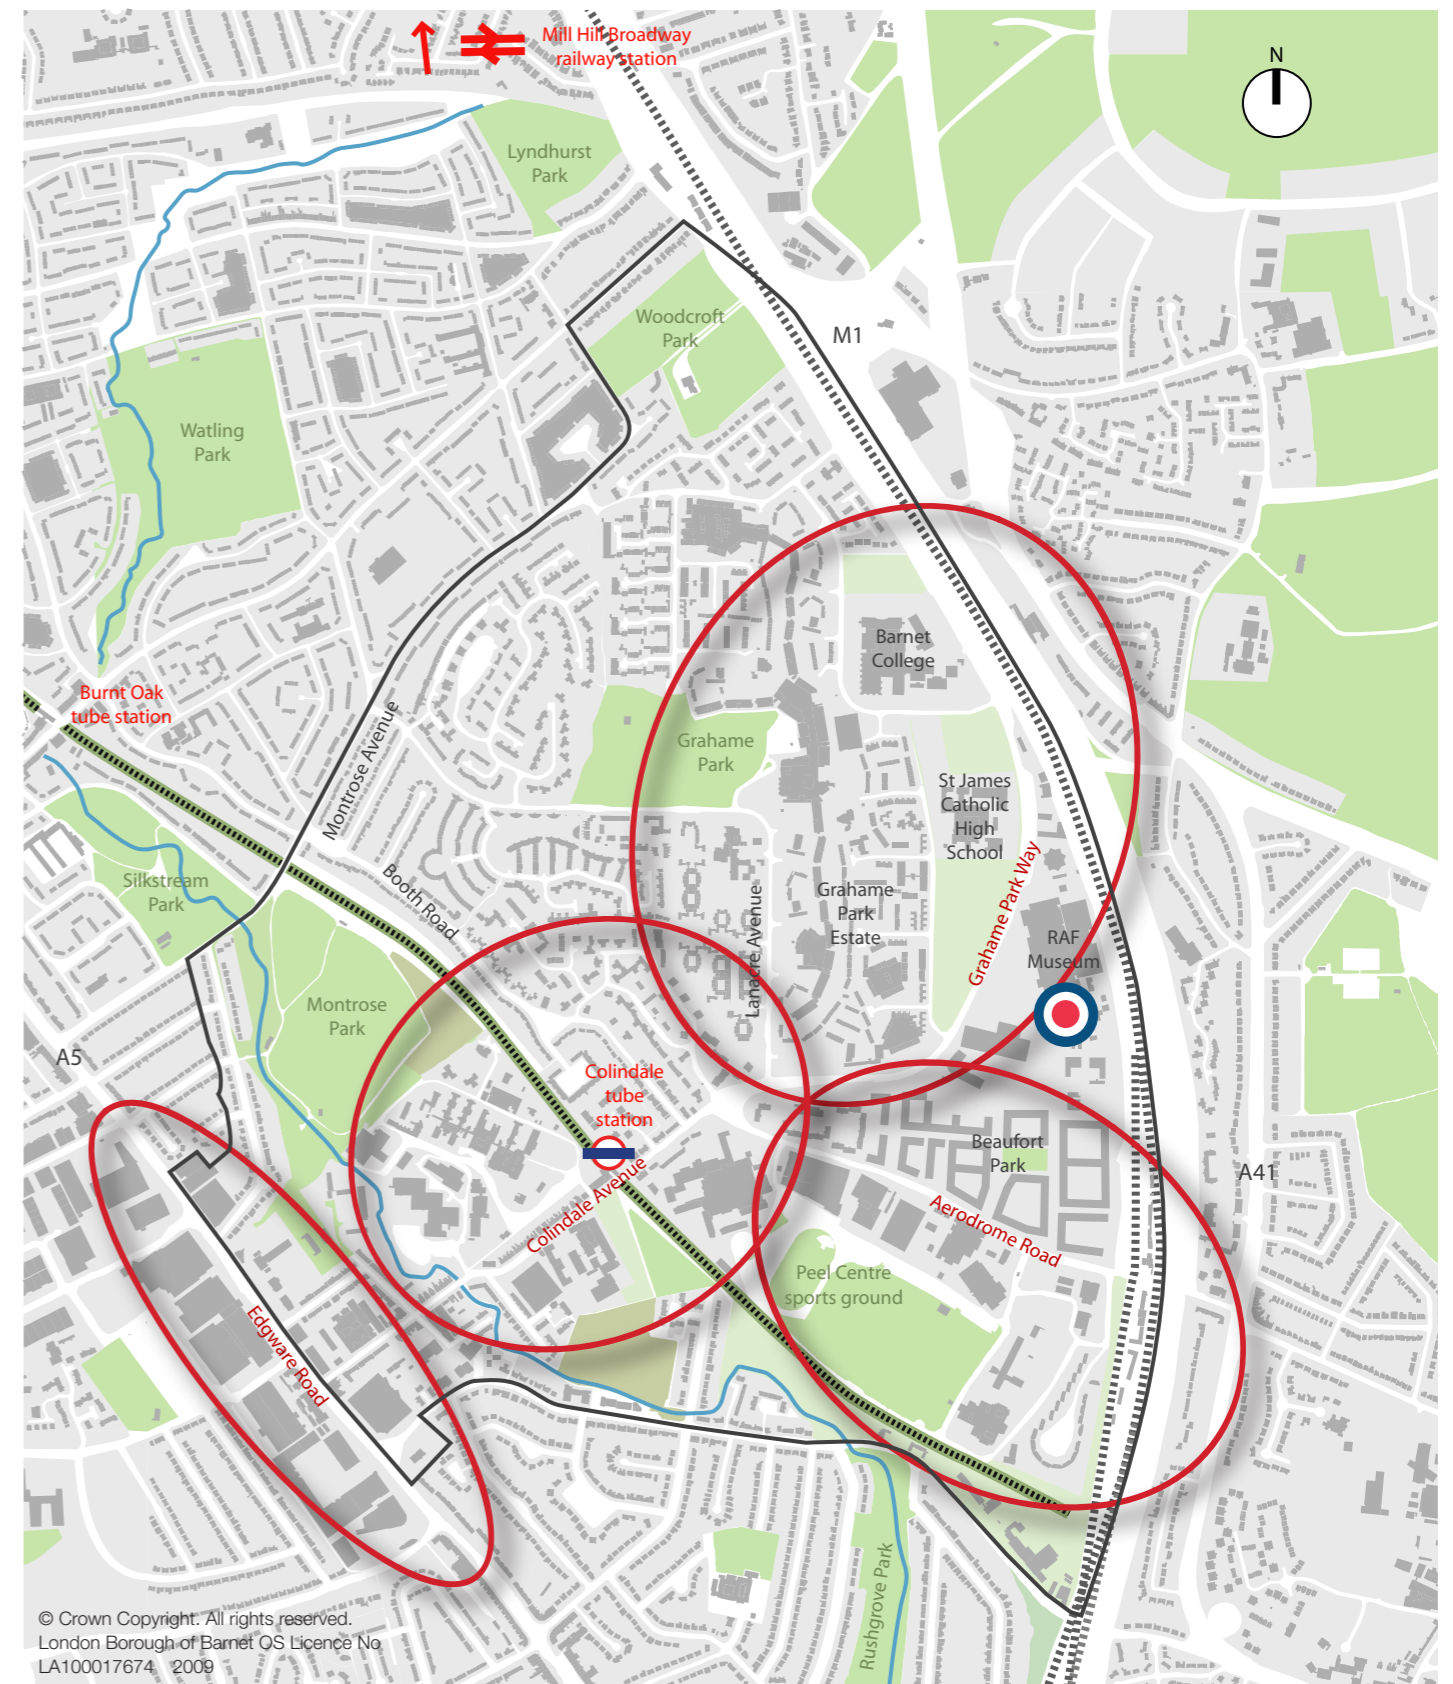 Mill Hill Broadway
railway station
N
Lyndhurst
Park
Woodcroft
Park
M1
Watling
Park
Barnet
College
Burnt Oak
tube station
Montrose Avenue
Grahame
Park
St James
Catholic
High
School
Booth Road
Silkstream
Park
Grahame
Park
Estate
Grahame Park Way
Lanacre Avenue
RAF
Museum
Montrose
Park
A5
Colindale
tube
station
Beaufort
Park
A41
Colindale Avenue
Aerodrome Road
Peel Centre
sports ground
Edgware Road
Rushgrove Park
© Crown Copyright. All rights reserved.
London Borough of Barnet OS Licence No
LA100017674 2009